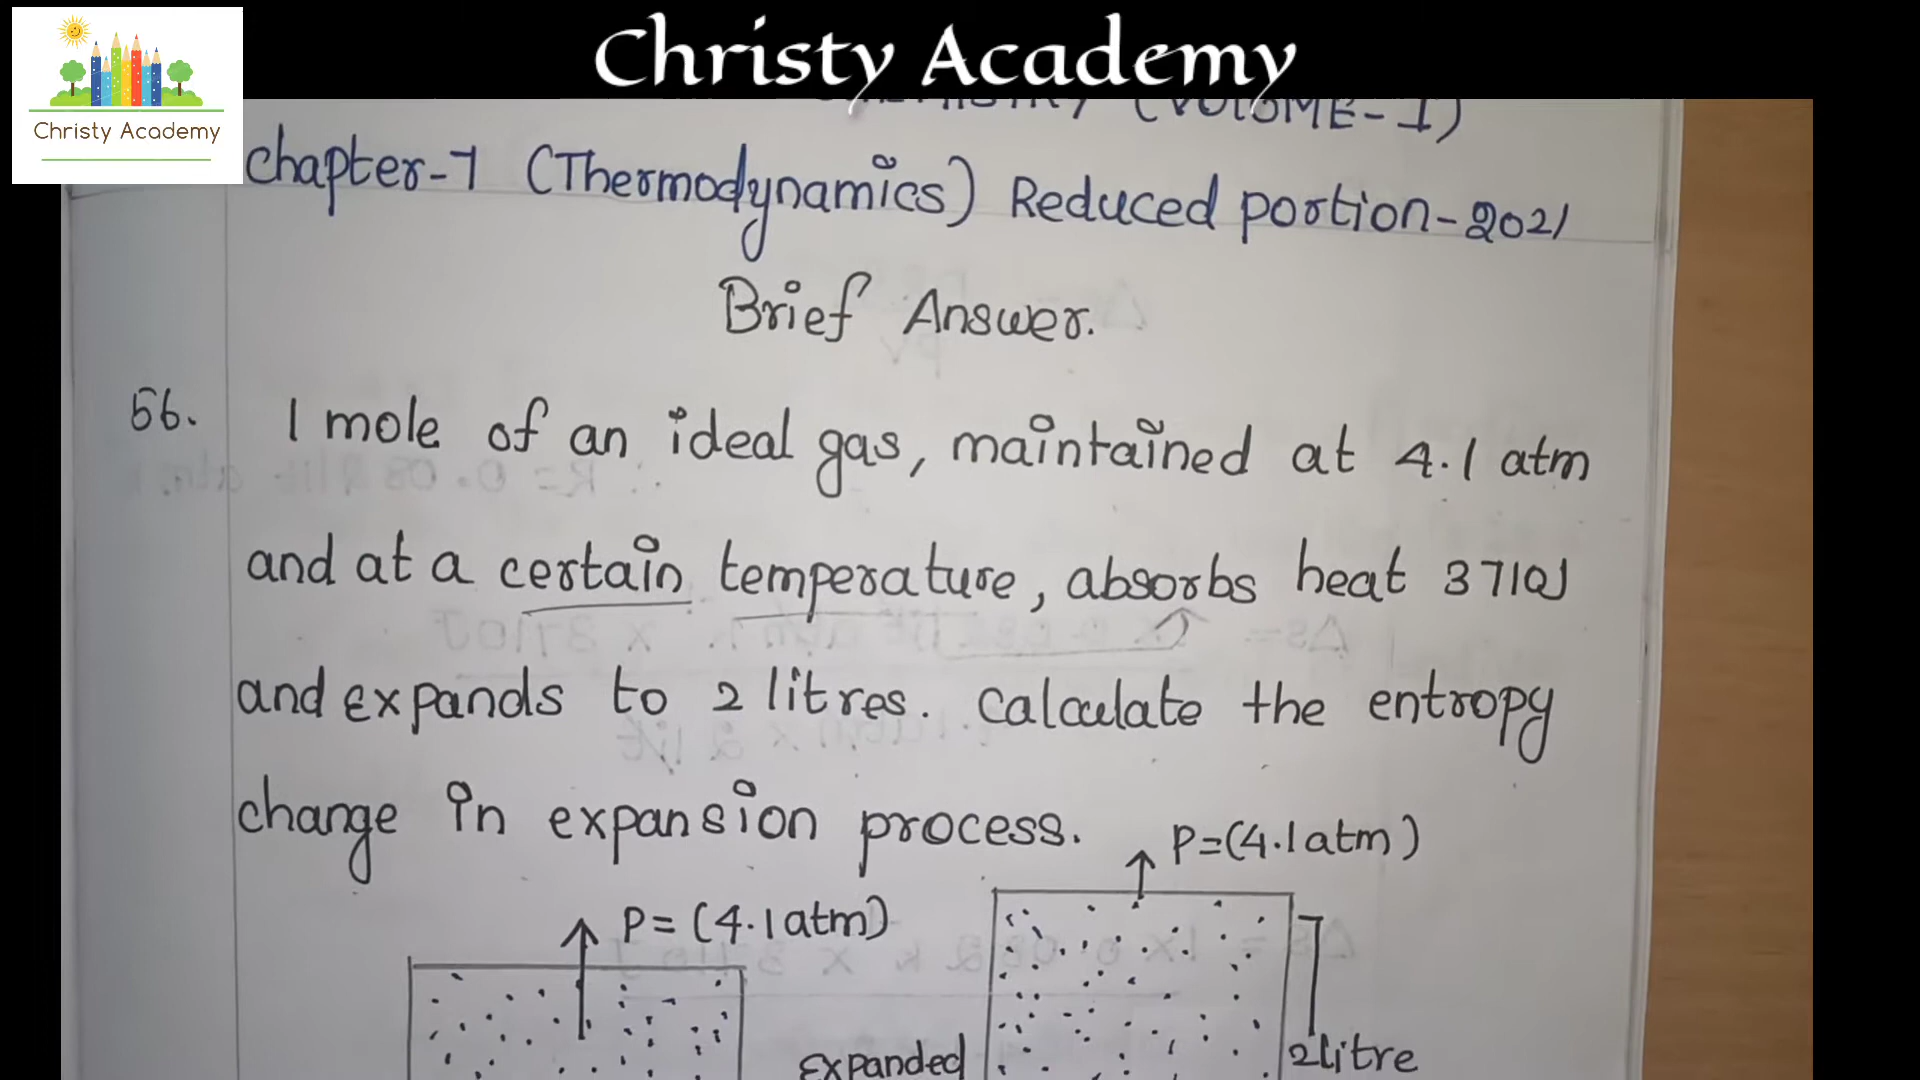 Christy Academy
Christy Academy
(VOLUME-I)
Chapter-7 (Thermodynamics) Reduced portion-2021
Brief Answer.
56. 1 mole of an ideal gas, maintained at 4.1 atm
and at a certain temperature, absorbs heat 3710J
and expands to 2 litres. Calculate the entropy
change in expansion process.
P=(4.1atm)
P=(4.1atm)
expanded
2litre